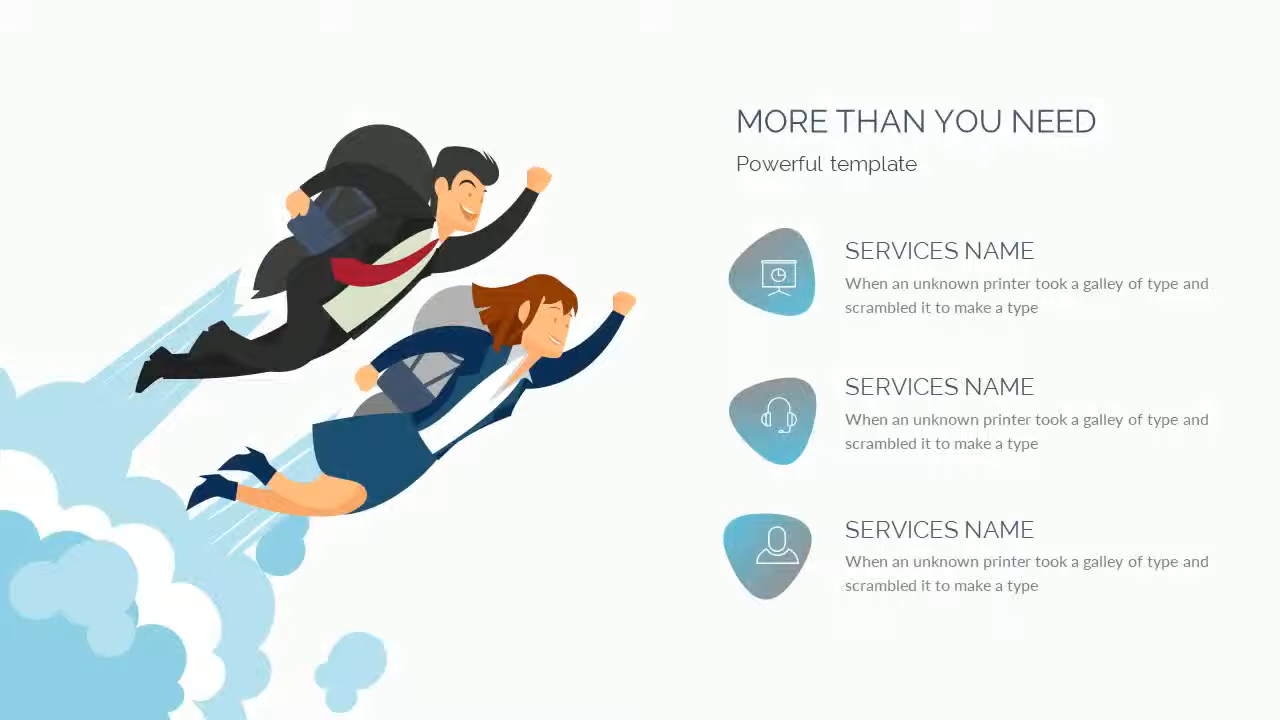 MORE THAN YOU NEED
Powerful template
SERVICES NAME
When an unknown printer took a galley of type and
scrambled it to make a type
SERVICES NAME
When an unknown printer took a galley of type and
scrambled it to make a type
SERVICES NAME
When an unknown printer took a galley of type and
scrambled it to make a type